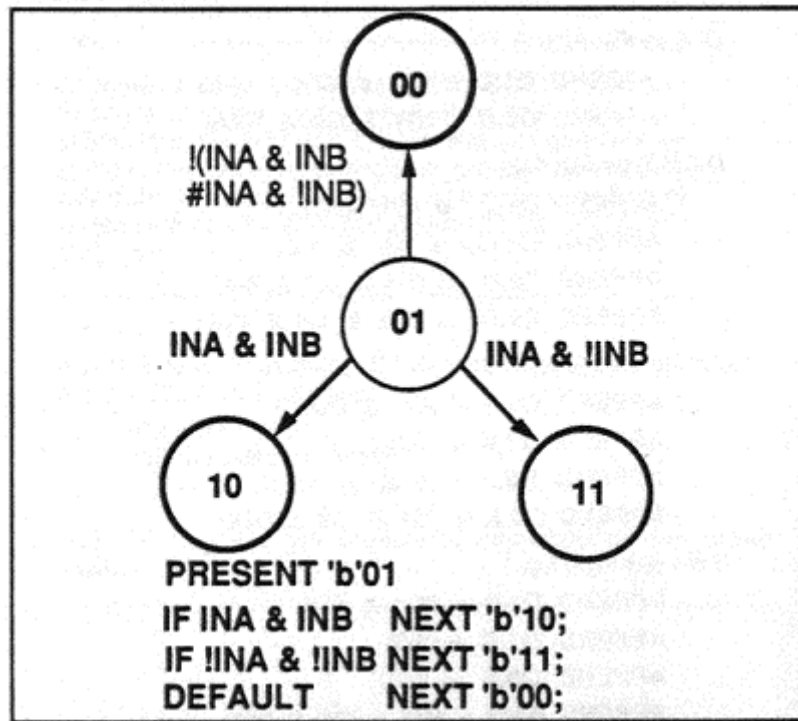 00
!(INA & INB
#INA & !INB)
01
INA & INB
INA & !INB
10
11
PRESENT 'b'01
IF INA & INB NEXT 'b'10;
IF !INA & !INB NEXT 'b'11;
DEFAULT NEXT 'b'00;